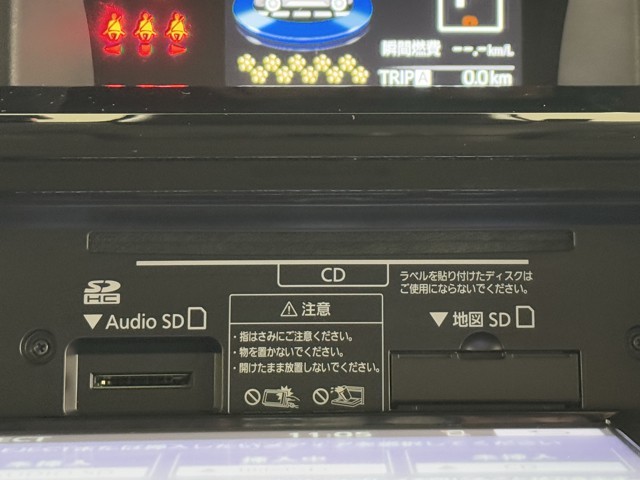 瞬間燃費 --.-km/L
TRIP A 0.0km
CD
ラベルを貼り付けたディスクは
ご使用にならないでください。
SD
HC
▼Audio SD
⚠注意
・指はさみにご注意ください。
・物を置かないでください。
・開けたまま放置しないでください。
▼地図 SD
11:05
挿入中